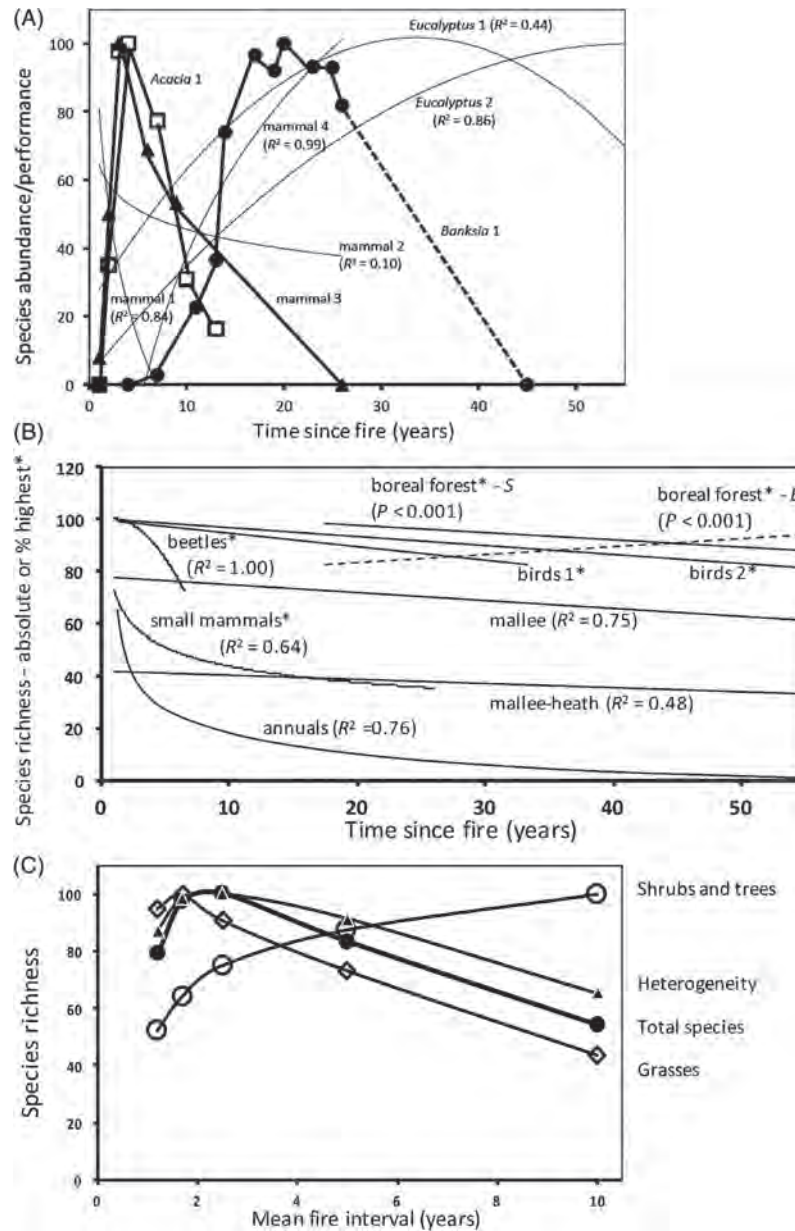 (A)
Eucalyptus 1 (R² = 0.44)
100
80
60
40
20
0
Species abundance/performance
Acacia 1
mammal 4
(R² = 0.99)
Eucalyptus 2
(R² = 0.86)
mammal 2
(R² = 0.10)
Banksia 1
mammal 1
(R² = 0.84)
mammal 3
0 10 20 30 40 50
Time since fire (years)
(B)
120
100
80
60
40
20
0
Species richness - absolute or % highest*
boreal forest* - S
(P < 0.001)
boreal forest* -
(P < 0.001)
beetles*
(R² = 1.00)
birds 1*
birds 2*
mallee (R² = 0.75)
small mammals*
(R² = 0.64)
mallee-heath (R² = 0.48)
annuals (R² =0.76)
0 10 20 30 40 50
Time since fire (years)
(C)
100
80
60
40
20
0
Species richness
Shrubs and trees
Heterogeneity
Total species
Grasses
0 2 4 6 8 10
Mean fire interval (years)